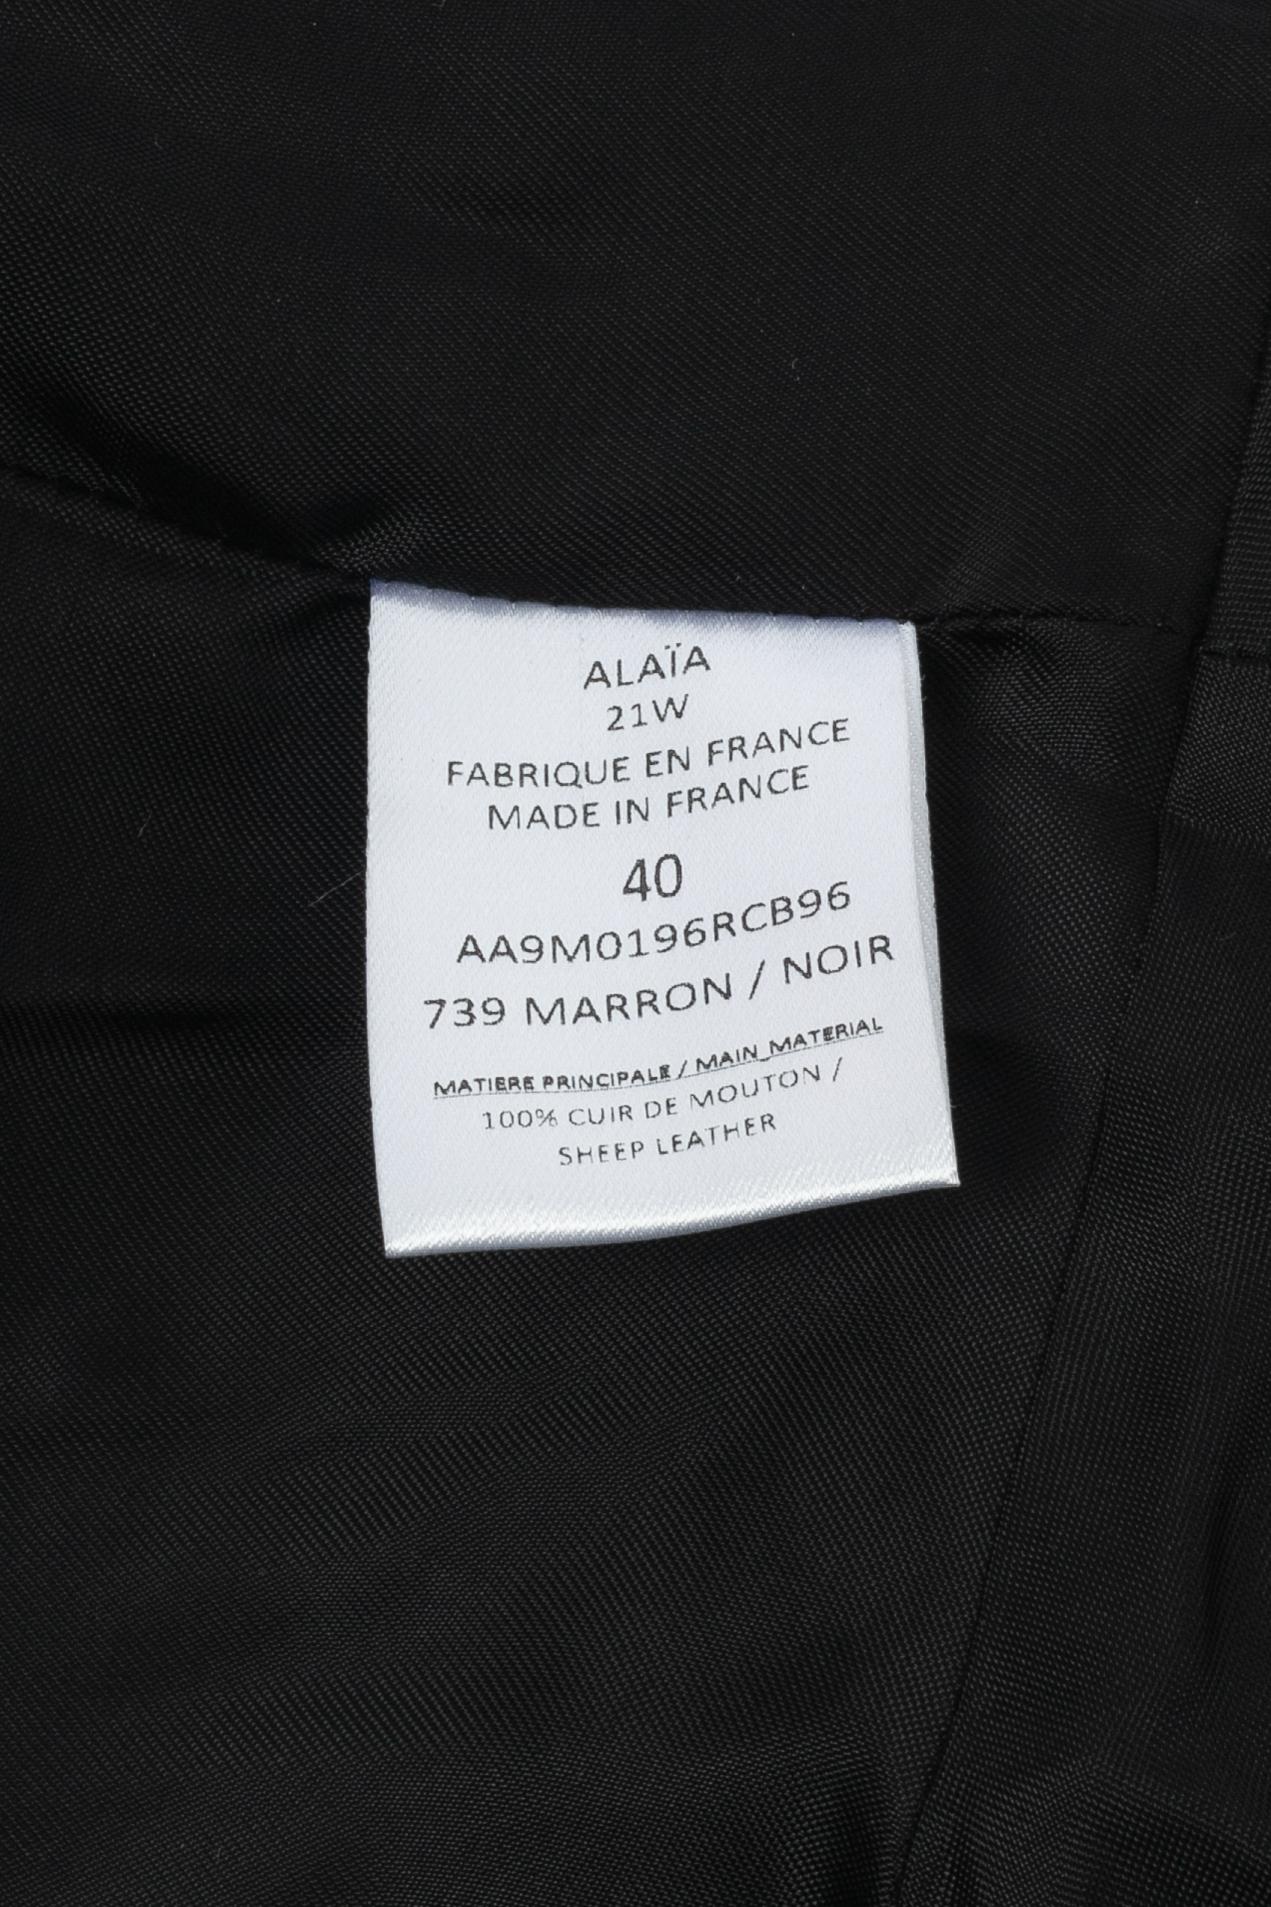 ALAÏA
21W
FABRIQUE EN FRANCE
MADE IN FRANCE
40
AA9M0196RCB96
739 MARRON / NOIR
MATIERE PRINCIPALE / MAIN_MATERIAL
100% CUIR DE MOUTON /
SHEEP LEATHER